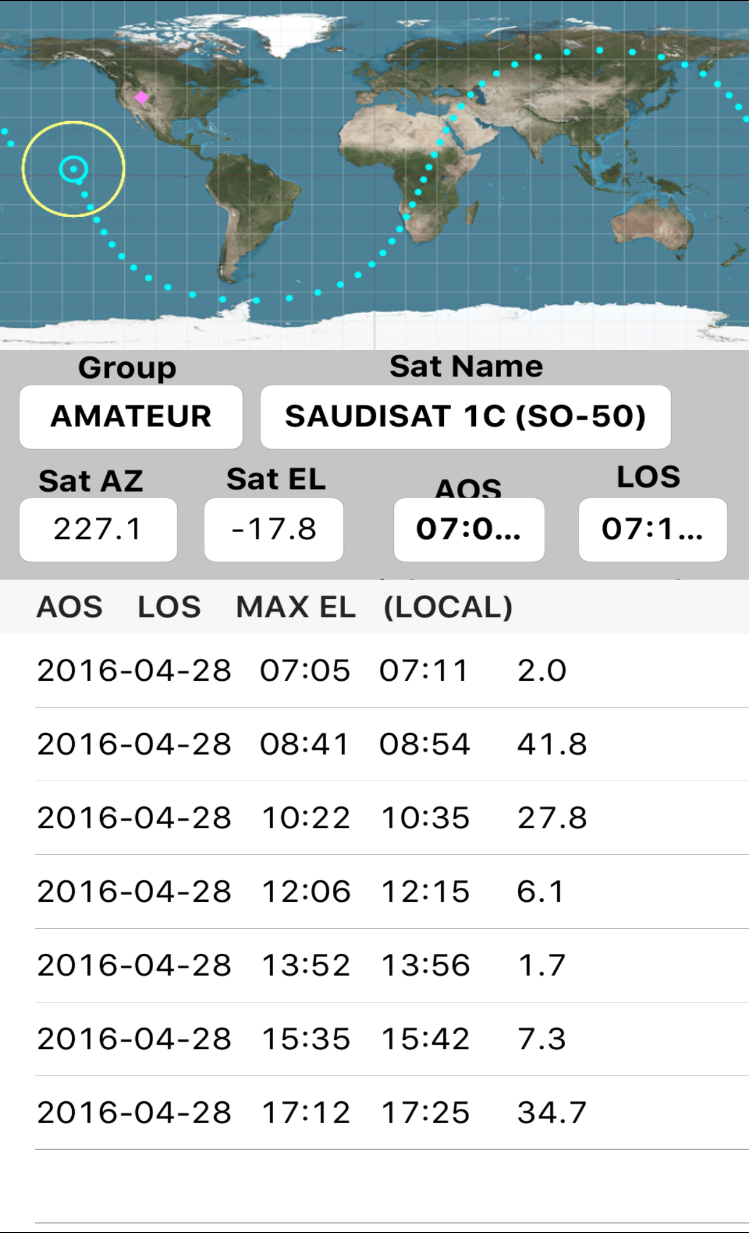 Group Sat Name
AMATEUR SAUDISAT 1C (SO-50)
Sat AZ Sat EL AOS LOS
227.1 -17.8 07:0... 07:1...
AOS LOS MAX EL (LOCAL)
2016-04-28 07:05 07:11 2.0
2016-04-28 08:41 08:54 41.8
2016-04-28 10:22 10:35 27.8
2016-04-28 12:06 12:15 6.1
2016-04-28 13:52 13:56 1.7
2016-04-28 15:35 15:42 7.3
2016-04-28 17:12 17:25 34.7